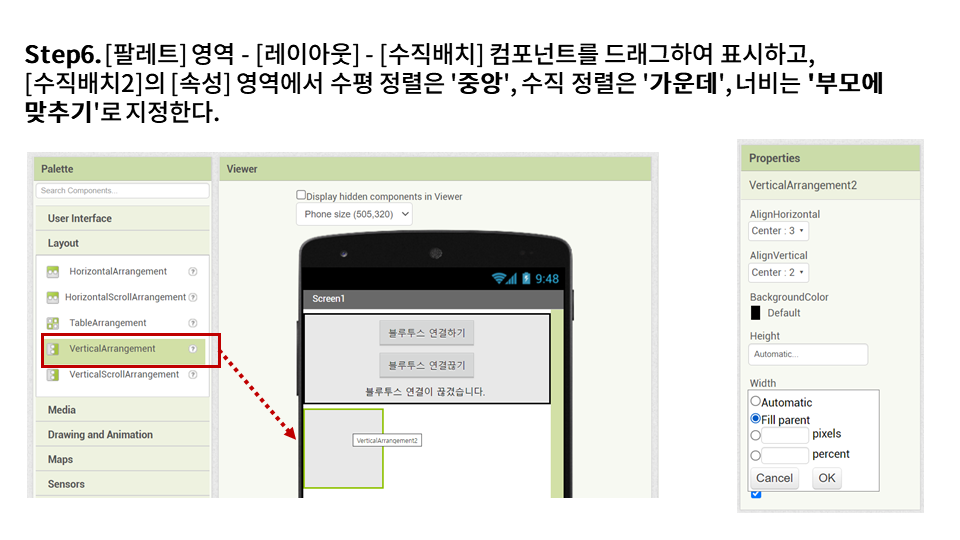 Step6. [팔레트] 영역 - [레이아웃] - [수직배치] 컴포넌트를 드래그하여 표시하고,
[수직배치2]의 [속성] 영역에서 수평 정렬은 '중앙', 수직 정렬은 '가운데', 너비는 '부모에
맞추기'로 지정한다.
Palette
Search Components...
User Interface
Layout
HorizontalArrangement
HorizontalScrollArrangement
TableArrangement
VerticalArrangement
VerticalScrollArrangement
Media
Drawing and Animation
Maps
Sensors
Viewer
Display hidden components in Viewer
Phone size (505,320)
9:48
Screen1
블루투스 연결하기
블루투스 연결끊기
블루투스 연결이 끊겼습니다.
VerticalArrangement2
Properties
VerticalArrangement2
AlignHorizontal
Center : 3
AlignVertical
Center : 2
BackgroundColor
Default
Height
Automatic...
Width
Automatic
Fill parent
pixels
percent
Cancel OK